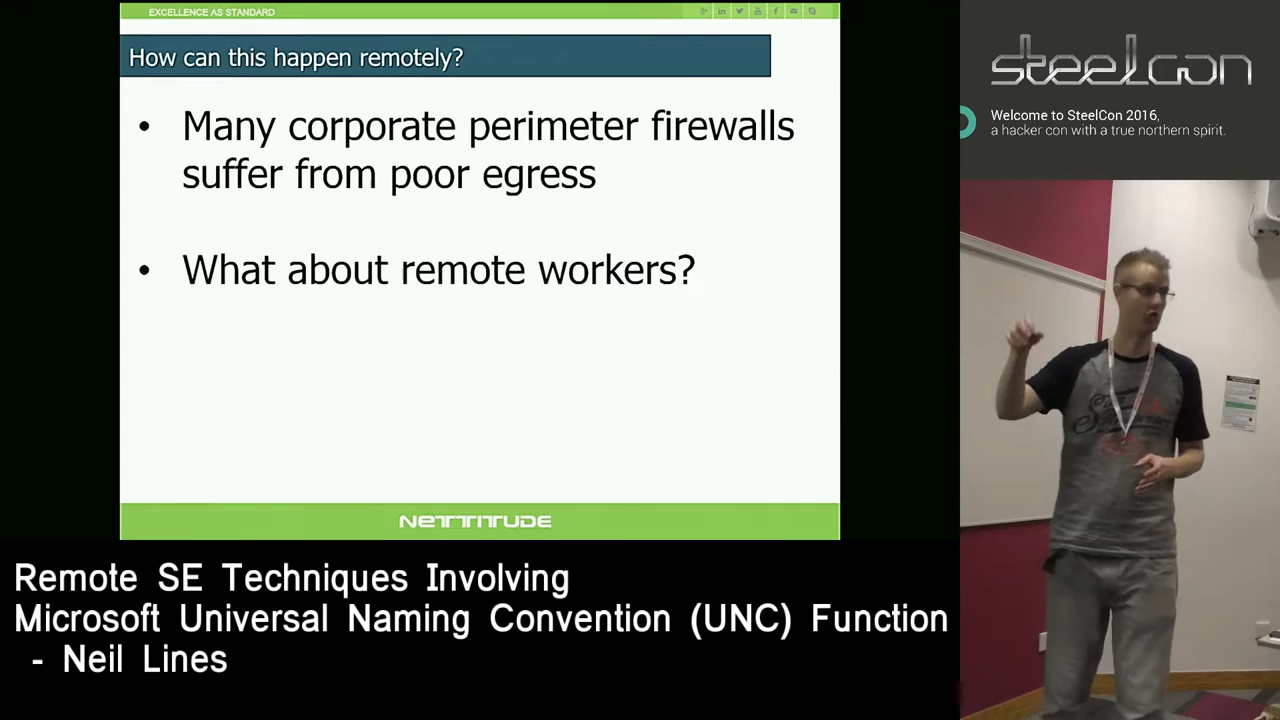 EXCELLENCE AS STANDARD
How can this happen remotely?
• Many corporate perimeter firewalls
suffer from poor egress
• What about remote workers?
NETTITUDE
Remote SE Techniques Involving
Microsoft Universal Naming Convention (UNC) Function
- Neil Lines
steelcon
Welcome to SteelCon 2016,
a hacker con with a true northern spirit.